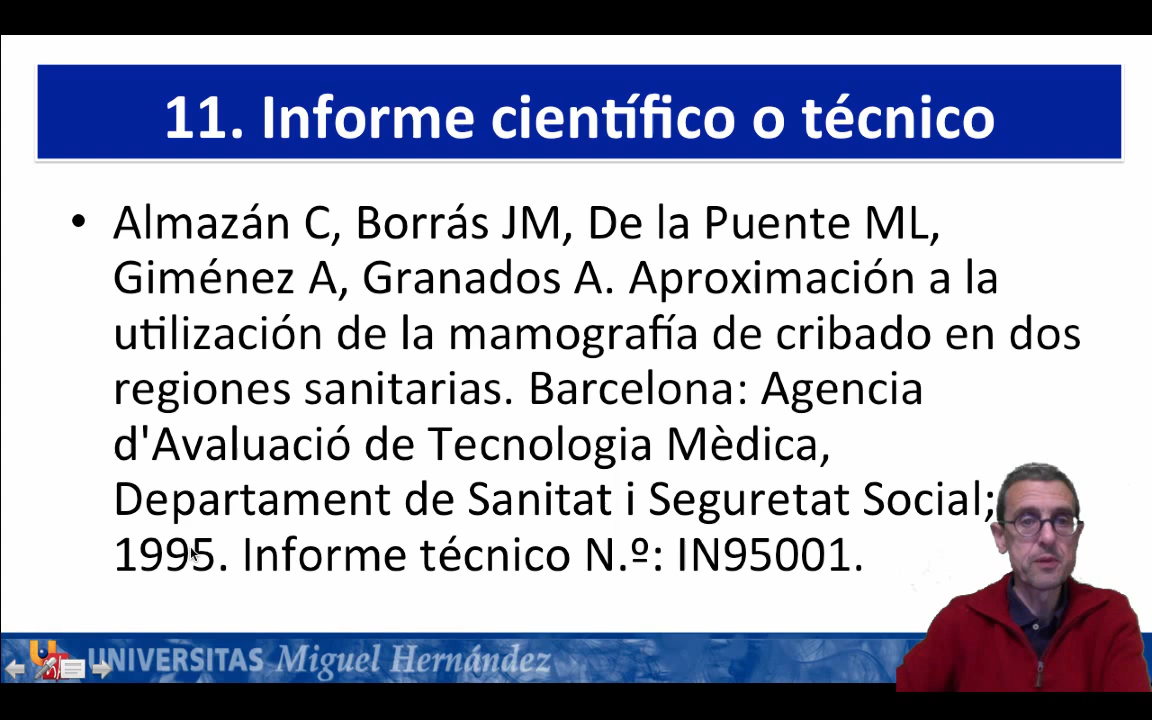 11. Informe científico o técnico
• Almazán C, Borrás JM, De la Puente ML,
Giménez A, Granados A. Aproximación a la
utilización de la mamografía de cribado en dos
regiones sanitarias. Barcelona: Agencia
d'Avaluació de Tecnologia Mèdica,
Departament de Sanitat i Seguretat Social;
1995. Informe técnico N.º: IN95001.
UNIVERSITAS Miguel Hernández